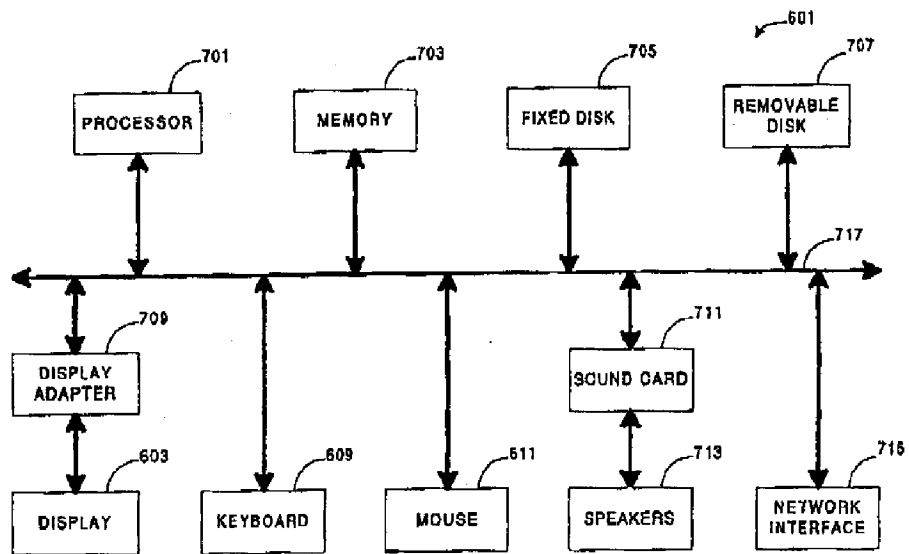 601
701
703
705
707
PROCESSOR
MEMORY
FIXED DISK
REMOVABLE
DISK
717
709
711
DISPLAY
ADAPTER
SOUND CARD
603
609
611
713
715
DISPLAY
KEYBOARD
MOUSE
SPEAKERS
NETWORK
INTERFACE